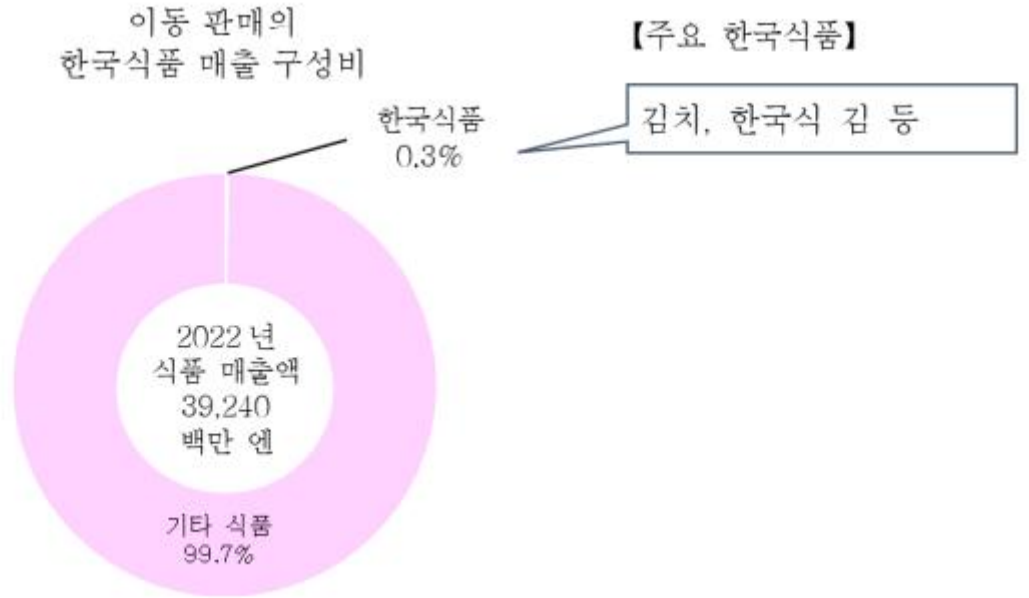 이동 판매의
한국식품 매출 구성비
【주요 한국식품】
한국식품
0.3%
김치, 한국식 김 등
2022 년
식품 매출액
39,240
백만 엔
기타 식품
99.7%